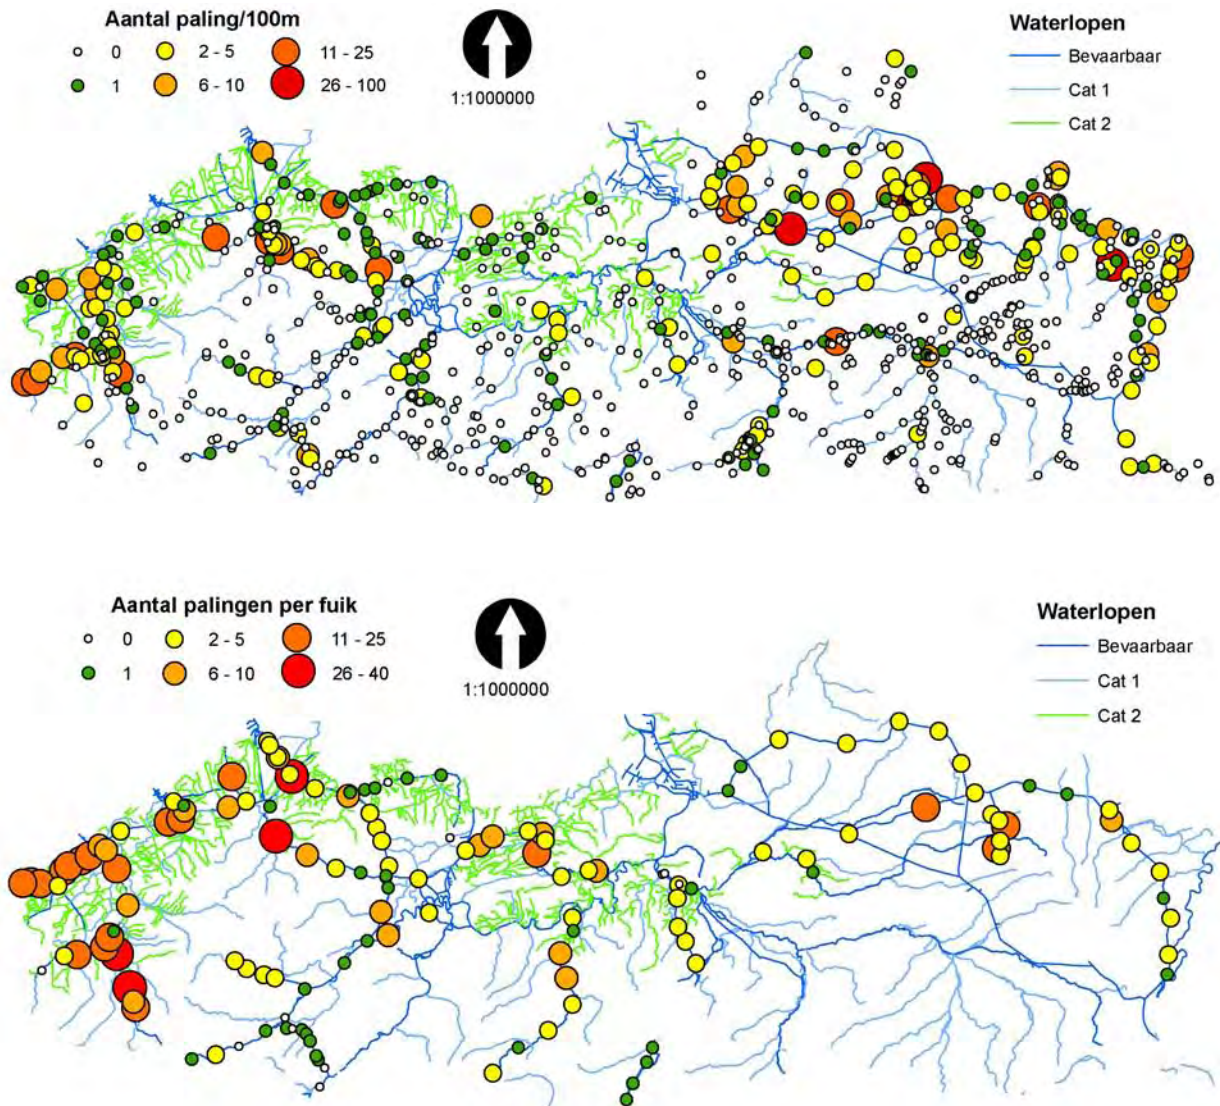 Aantal paling/100m
0 2 - 5 11 - 25
1 6 - 10 26 - 100
1:1000000
Waterlopen
Bevaarbaar
Cat 1
Cat 2
Aantal palingen per fuik
0 2 - 5 11 - 25
1 6 - 10 26 - 40
1:1000000
Waterlopen
Bevaarbaar
Cat 1
Cat 2